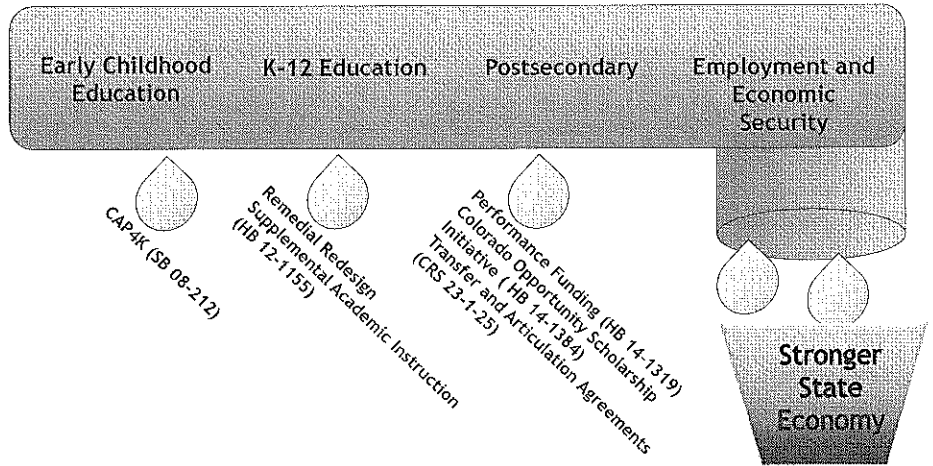 Early Childhood
Education
K-12 Education
Postsecondary
Employment and
Economic
Security
CAP4K (SB 08-212)
Remedial Redesign
Supplemental Academic Instruction
(HB 12-1155)
Performance Funding (HB 14-1319)
Colorado Opportunity Scholarship
Initiative ( HB 14-1384)
Transfer and Articulation Agreements
(CRS 23-1-25)
Stronger
State
Economy